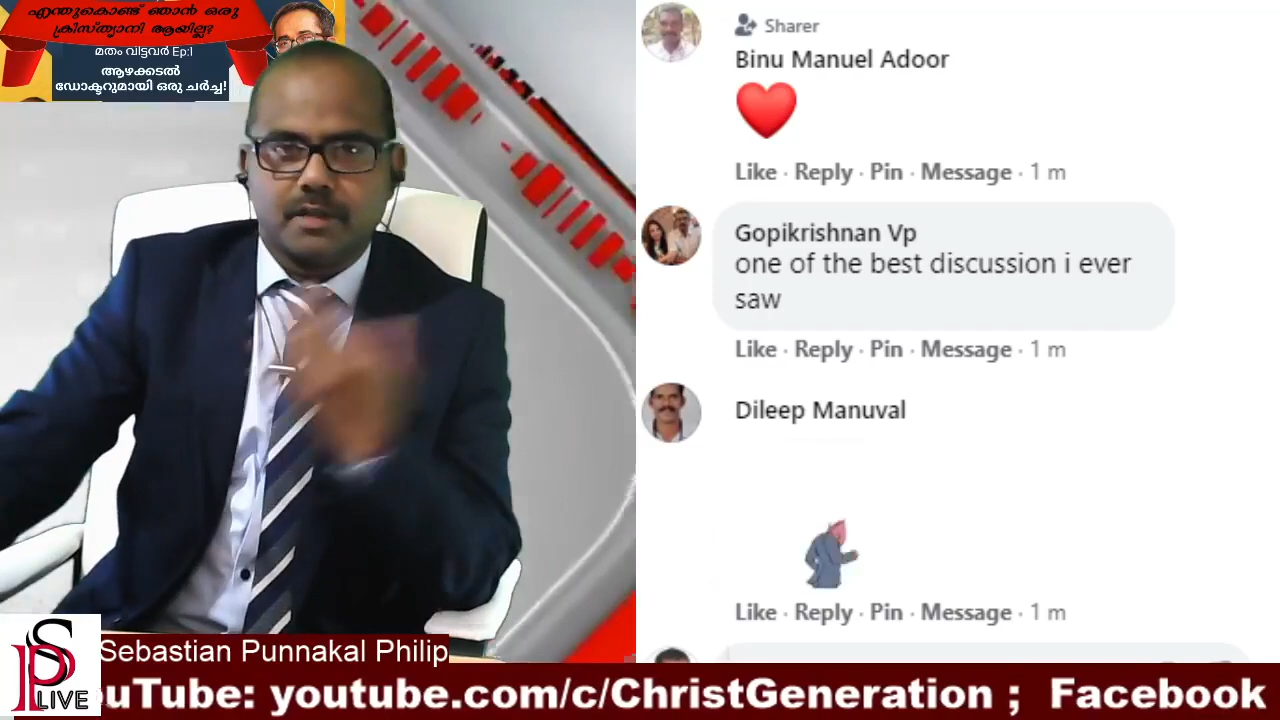 എന്തുകൊണ്ട് ഞാൻ ഒരു
ക്രിസ്ത്യാനി ആയില്ല?
മതം വിട്ടവർ Ep:1
ആഴക്കടൽ
ഡോക്ടറുമായി ഒരു ചർച്ച!
Sharer
Binu Manuel Adoor
Like · Reply · Pin · Message · 1 m
Gopikrishnan Vp
one of the best discussion i ever
saw
Like · Reply · Pin · Message · 1 m
Dileep Manuval
Like · Reply · Pin · Message · 1 m
SP LIVE
Sebastian Punnakal Philip
uTube: youtube.com/c/ChristGeneration ; Facebook